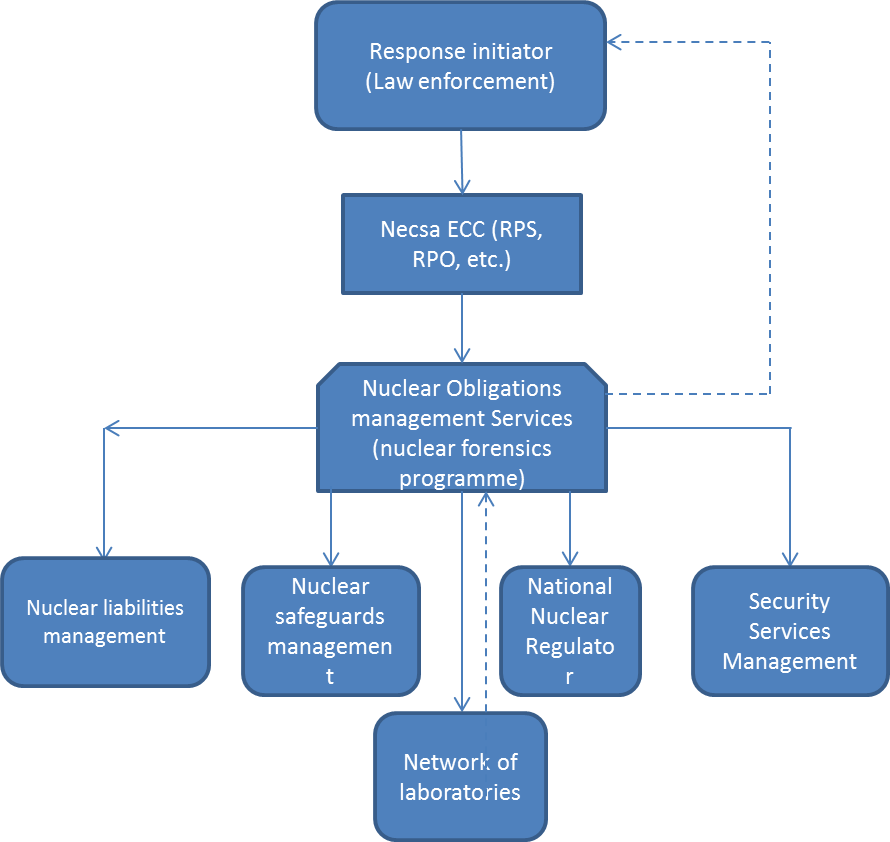 Response initiator
(Law enforcement)
Necsa ECC (RPS,
RPO, etc.)
Nuclear Obligations
management Services
(nuclear forensics
programme)
Nuclear liabilities
management
Nuclear
safeguards
managemen
t
National
Nuclear
Regulato
r
Security
Services
Management
Network of
laboratories